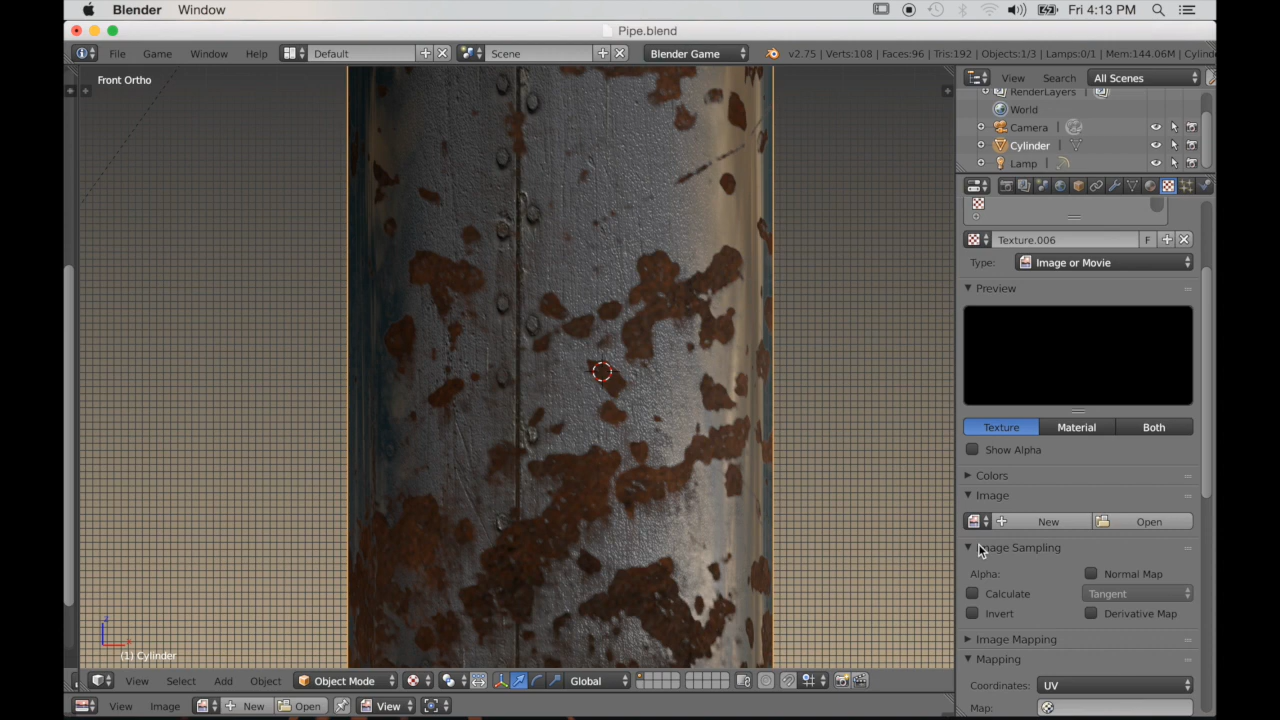 Blender Window Fri 4:13 PM
Pipe.blend
File Game Window Help Default Scene Blender Game v2.75 | Verts:108 | Faces:96 | Tris:192 | Objects:1/3 | Lamps:0/1 | Mem:144.06M | Cylinde
Front Ortho
View Search All Scenes
RenderLayers
World
Camera
Cylinder
Lamp
Texture.006 F
Type: Image or Movie
Preview
Texture Material Both
Show Alpha
Colors
Image
New Open
Image Sampling
Alpha: Normal Map
Calculate Tangent
Invert Derivative Map
Image Mapping
Mapping
Coordinates: UV
Map:
z
x
(1) Cylinder
View Select Add Object Object Mode Global
View Image New Open View